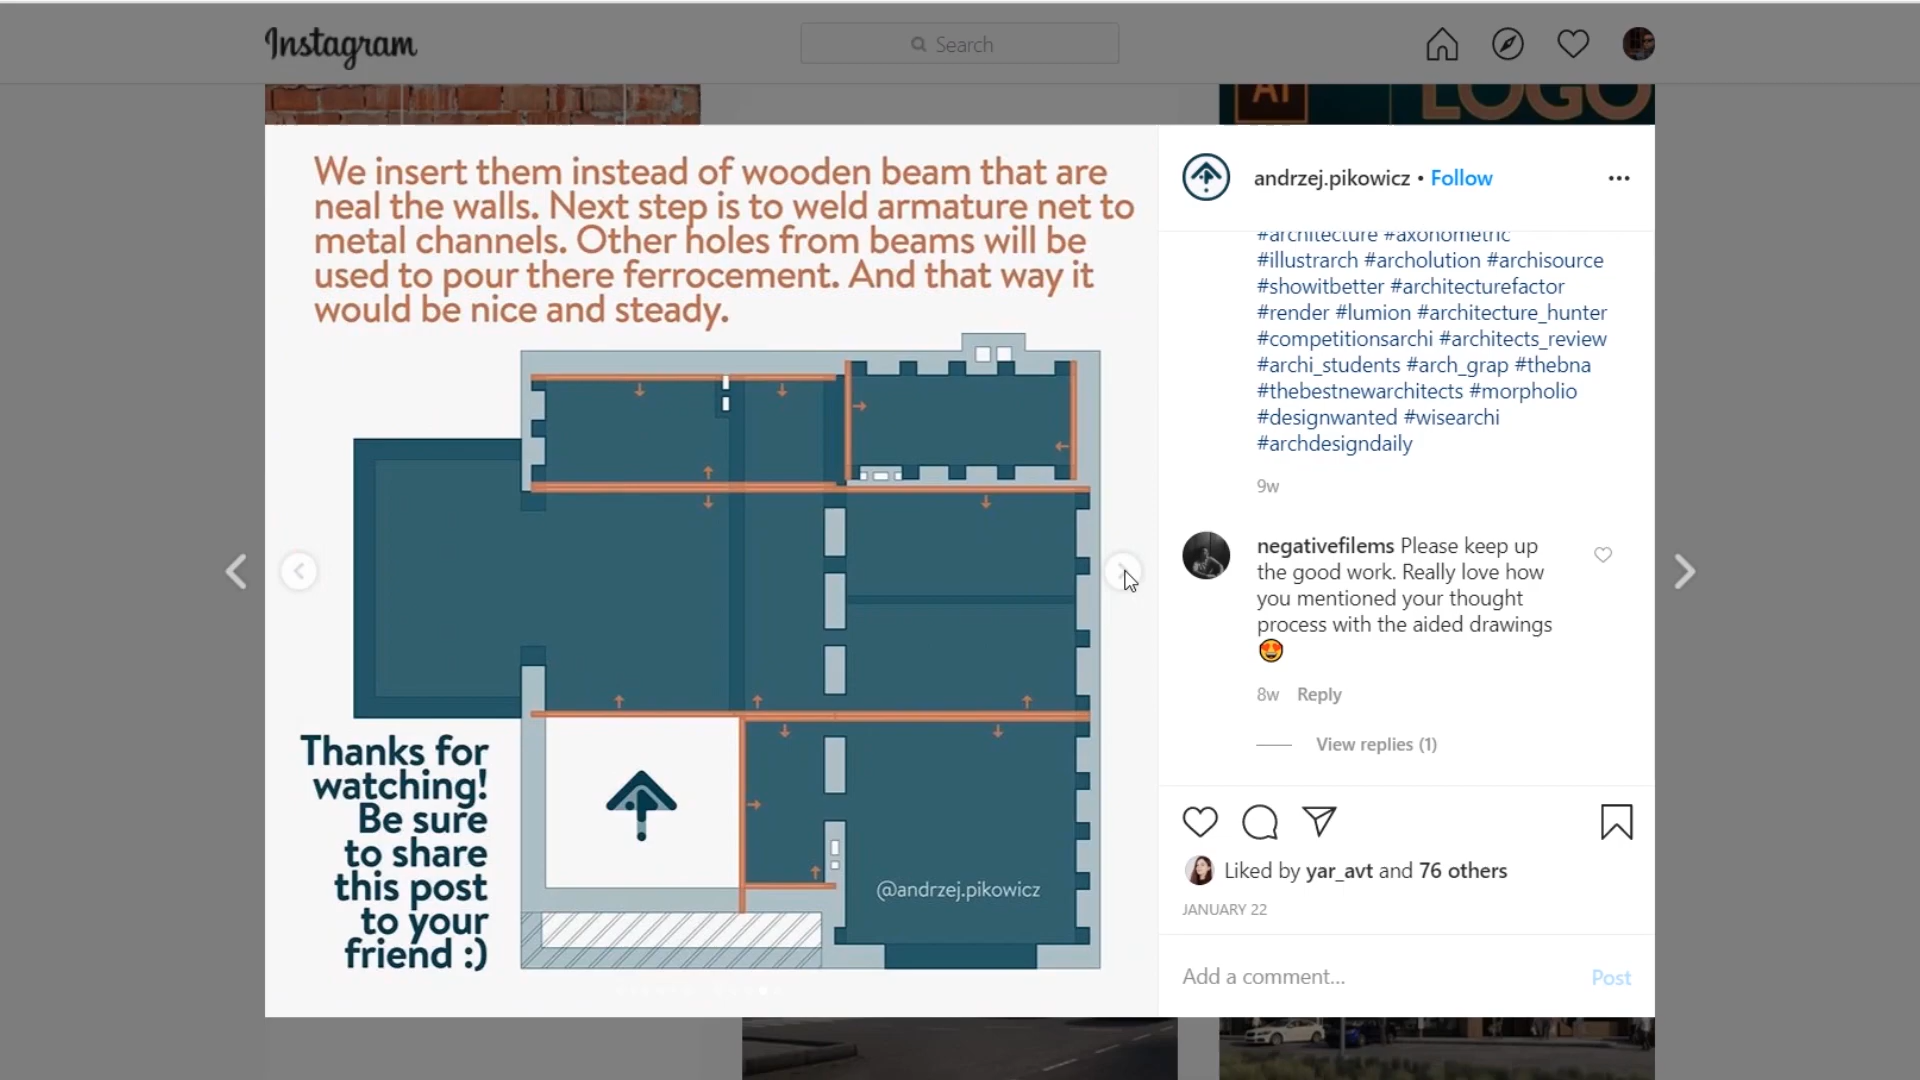 Instagram
Search
AI
LOGO
We insert them instead of wooden beam that are
neal the walls. Next step is to weld armature net to
metal channels. Other holes from beams will be
used to pour there ferrocement. And that way it
would be nice and steady.
Thanks for
watching!
Be sure
to share
this post
to your
friend :)
@andrzej.pikowicz
andrzej.pikowicz • Follow
#architecture #axonometric
#illustrarch #archolution #archisource
#showitbetter #architecturefactor
#render #lumion #architecture_hunter
#competitionsarchi #architects_review
#archi_students #arch_grap #thebna
#thebestnewarchitects #morpholio
#designwanted #wisearchi
#archdesigndaily
9w
negativefilems Please keep up
the good work. Really love how
you mentioned your thought
process with the aided drawings
😍
8w Reply
View replies (1)
Liked by yar_avt and 76 others
JANUARY 22
Add a comment...
Post